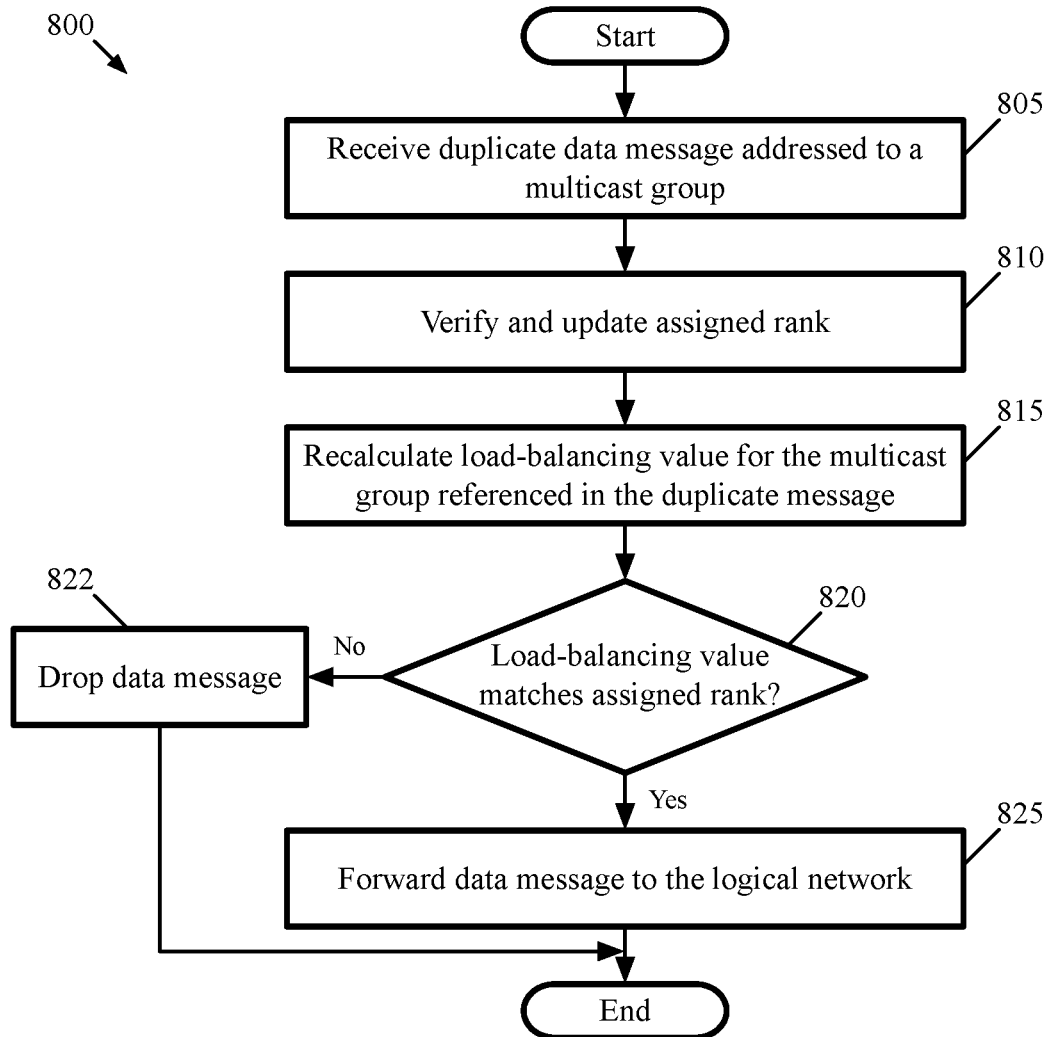 800
Start
805
Receive duplicate data message addressed to a
multicast group
810
Verify and update assigned rank
815
Recalculate load-balancing value for the multicast
group referenced in the duplicate message
822
820
Drop data message
No
Load-balancing value
matches assigned rank?
Yes
825
Forward data message to the logical network
End